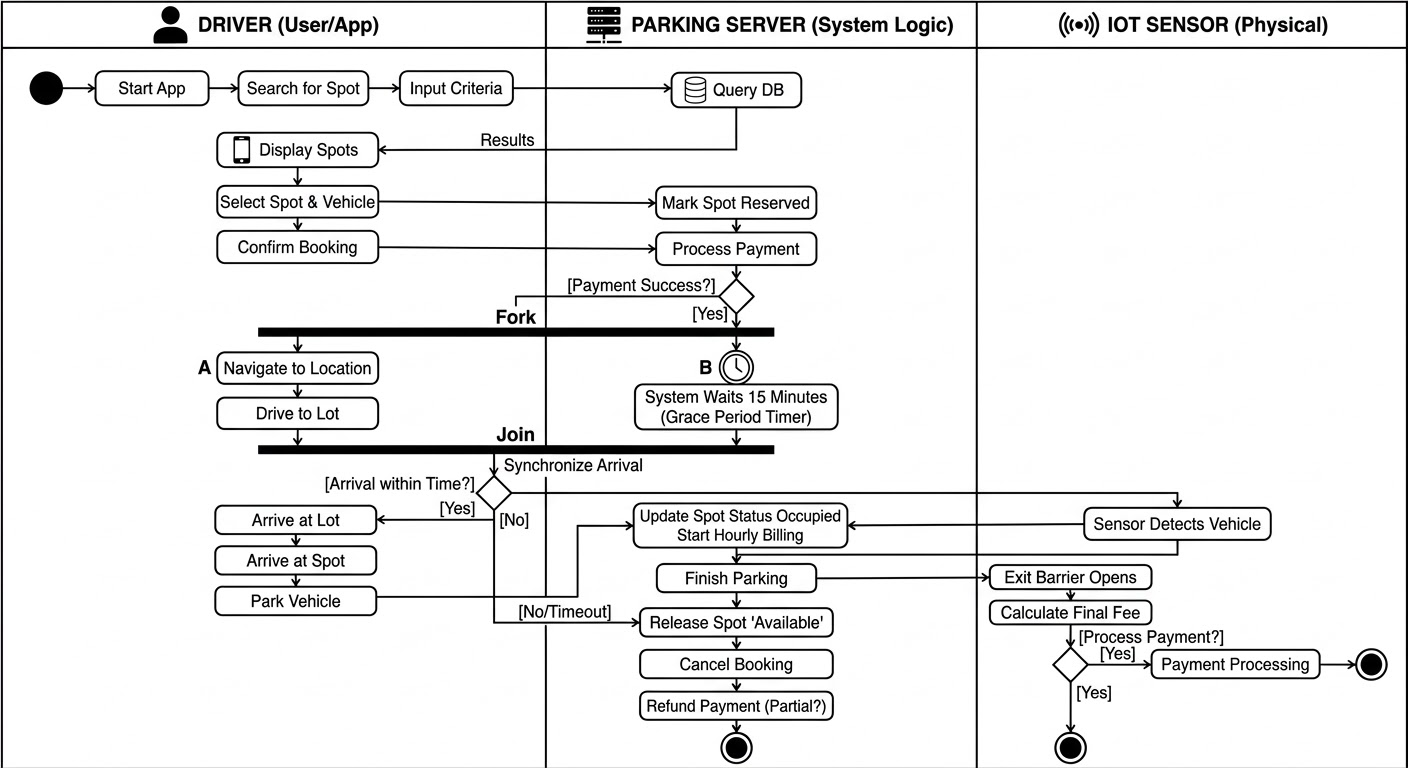 DRIVER (User/App)
PARKING SERVER (System Logic)
IOT SENSOR (Physical)
Start App
Search for Spot
Input Criteria
Query DB
Results
Display Spots
Select Spot & Vehicle
Mark Spot Reserved
Confirm Booking
Process Payment
[Payment Success?]
[Yes]
Fork
A
Navigate to Location
B
System Waits 15 Minutes
(Grace Period Timer)
Drive to Lot
Join
Synchronize Arrival
[Arrival within Time?]
[Yes]
[No]
Arrive at Lot
Update Spot Status Occupied
Start Hourly Billing
Sensor Detects Vehicle
Arrive at Spot
Finish Parking
Exit Barrier Opens
Park Vehicle
[No/Timeout]
Release Spot 'Available'
Calculate Final Fee
[Process Payment?]
[Yes]
Cancel Booking
Payment Processing
[Yes]
Refund Payment (Partial?)